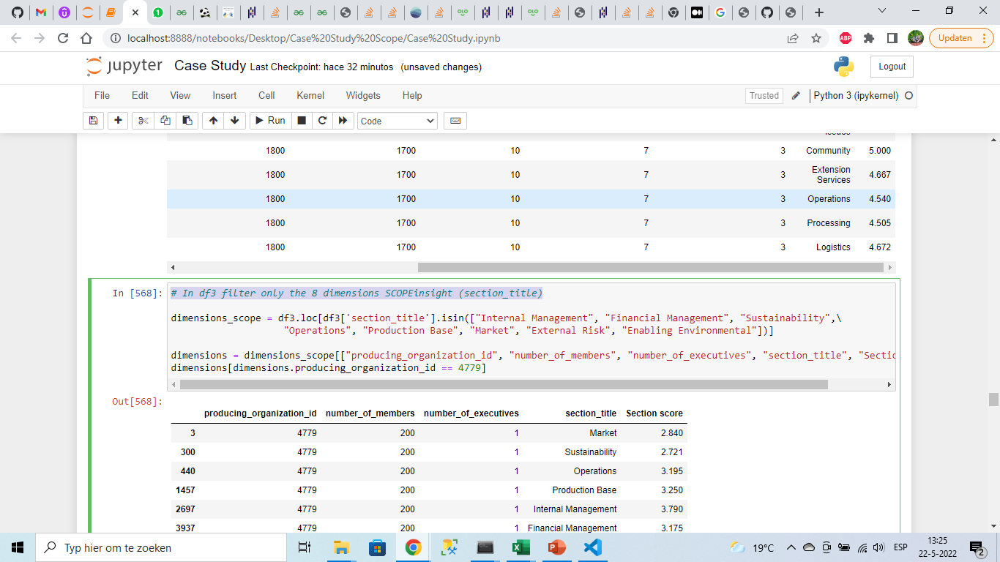 1
localhost:8888/notebooks/Desktop/Case%20Study%20Scope/Case%20Study.ipynb
ABP
Updaten
jupyter Case Study Last Checkpoint: hace 32 minutos (unsaved changes)
Logout
File Edit View Insert Cell Kernel Widgets Help
Trusted
Python 3 (ipykernel)
Run
Code
1800 1700 10 7 3 Community 5.000
1800 1700 10 7 3 Extension Services 4.667
1800 1700 10 7 3 Operations 4.540
1800 1700 10 7 3 Processing 4.505
1800 1700 10 7 3 Logistics 4.672
In [568]:
# In df3 filter only the 8 dimensions SCOPEinsight (section_title)
dimensions_scope = df3.loc[df3['section_title'].isin(["Internal Management", "Financial Management", "Sustainability",\
"Operations", "Production Base", "Market", "External Risk", "Enabling Environmental"])]
dimensions = dimensions_scope[["producing_organization_id", "number_of_members", "number_of_executives", "section_title", "Sectio
dimensions[dimensions.producing_organization_id == 4779]
Out[568]:
producing_organization_id number_of_members number_of_executives section_title Section score
3 4779 200 1 Market 2.840
300 4779 200 1 Sustainability 2.721
440 4779 200 1 Operations 3.195
1457 4779 200 1 Production Base 3.250
2697 4779 200 1 Internal Management 3.790
3937 4779 200 1 Financial Management 3.175
Typ hier om te zoeken
19°C
ESP
13:25
22-5-2022
2